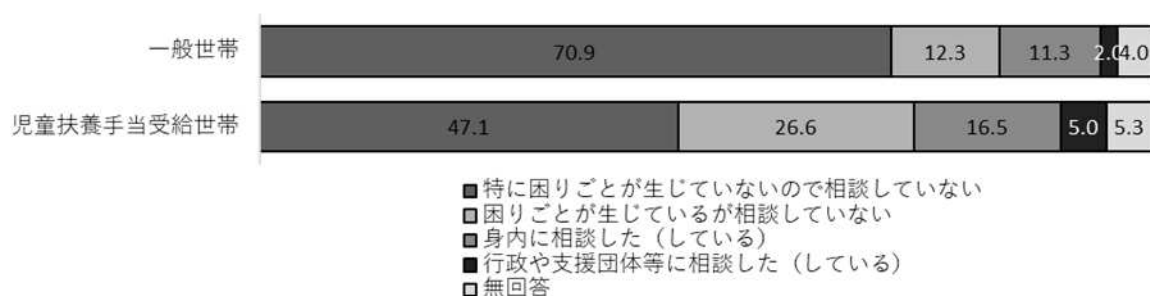 一般世帯
70.9 12.3 11.3 2.0 4.0
児童扶養手当受給世帯
47.1 26.6 16.5 5.0 5.3
■特に困りごとが生じていないので相談していない
■困りごとが生じているが相談していない
■身内に相談した（している）
■行政や支援団体等に相談した（している）
□無回答